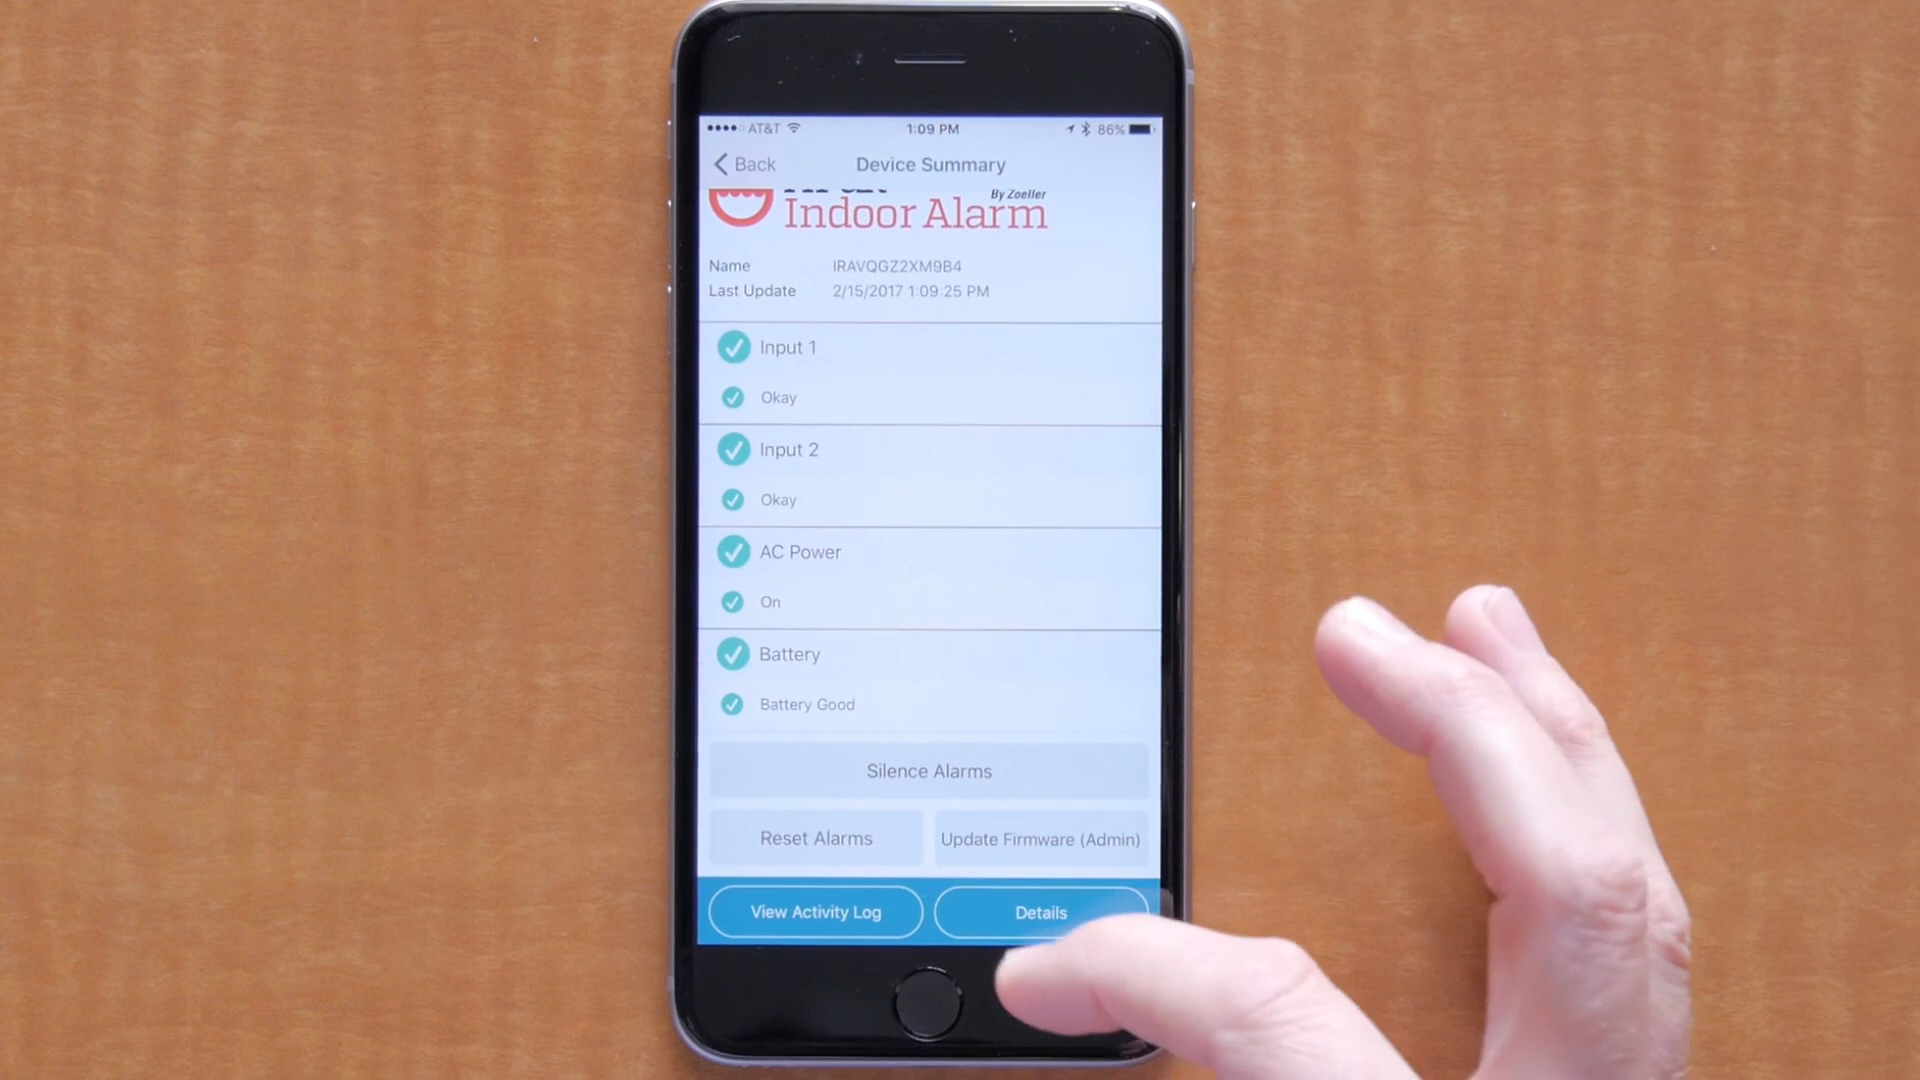 AT&T 1:09 PM 86%
Back Device Summary
By Zoeller
Indoor Alarm
Name IRAVQGZ2XM9B4
Last Update 2/15/2017 1:09:25 PM
Input 1
Okay
Input 2
Okay
AC Power
On
Battery
Battery Good
Silence Alarms
Reset Alarms Update Firmware (Admin)
View Activity Log Details